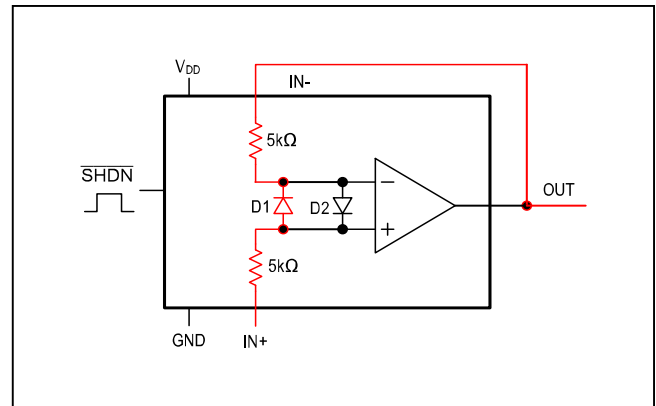 VDD
IN-
5kΩ
SHDN
D1
D2
−
+
OUT
5kΩ
GND
IN+